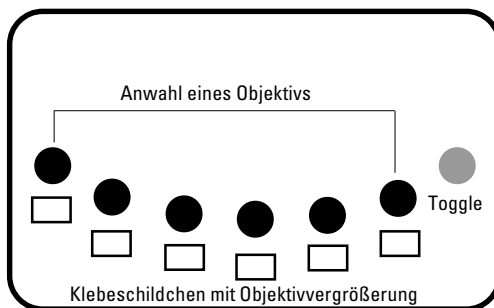 Anwahl eines Objektivs
Toggle
Klebeschildchen mit Objektivvergrößerung